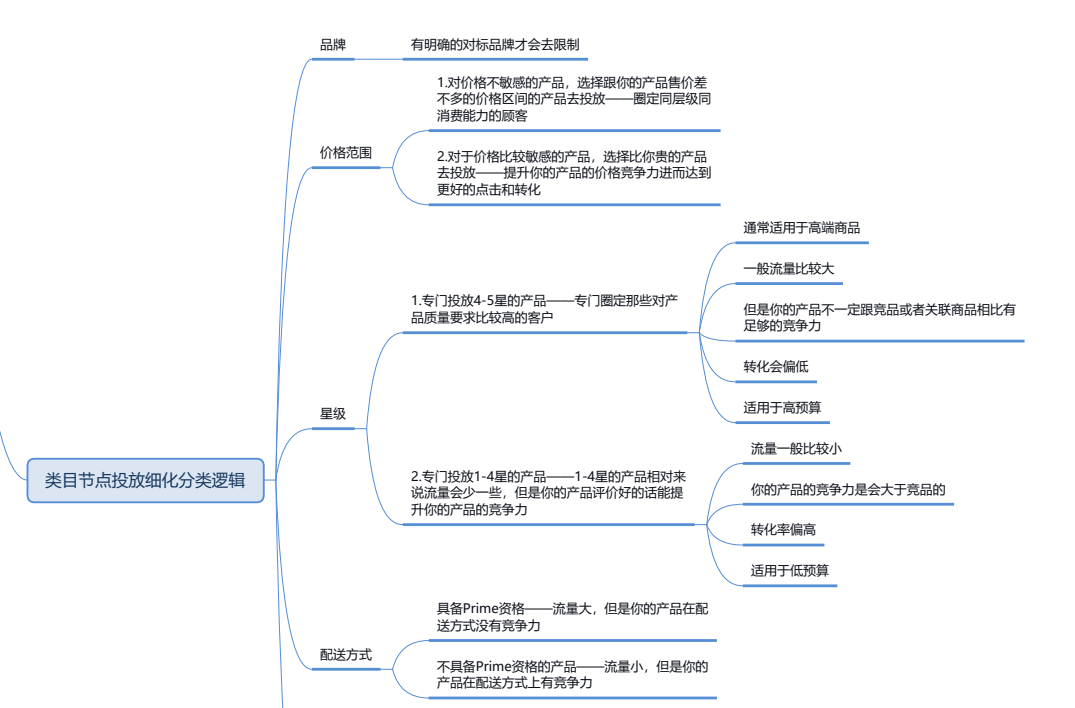 类目节点投放细化分类逻辑
品牌
有明确的对标品牌才会去限制
价格范围
1.对价格不敏感的产品，选择跟你的产品售价差
不多的价格区间的产品去投放——圈定同层级同
消费能力的顾客
2.对于价格比较敏感的产品，选择比你贵的产品
去投放——提升你的产品的价格竞争力进而达到
更好的点击和转化
星级
1.专门投放4-5星的产品——专门圈定那些对产
品质量要求比较高的客户
通常适用于高端商品
一般流量比较大
但是你的产品不一定跟竞品或者关联商品相比有
足够的竞争力
转化会偏低
适用于高预算
2.专门投放1-4星的产品——1-4星的产品相对来
说流量会少一些，但是你的产品评价好的话能提
升你的产品的竞争力
流量一般比较小
你的产品的竞争力是会大于竞品的
转化率偏高
适用于低预算
配送方式
具备Prime资格——流量大，但是你的产品在配
送方式没有竞争力
不具备Prime资格的产品——流量小，但是你的
产品在配送方式上有竞争力